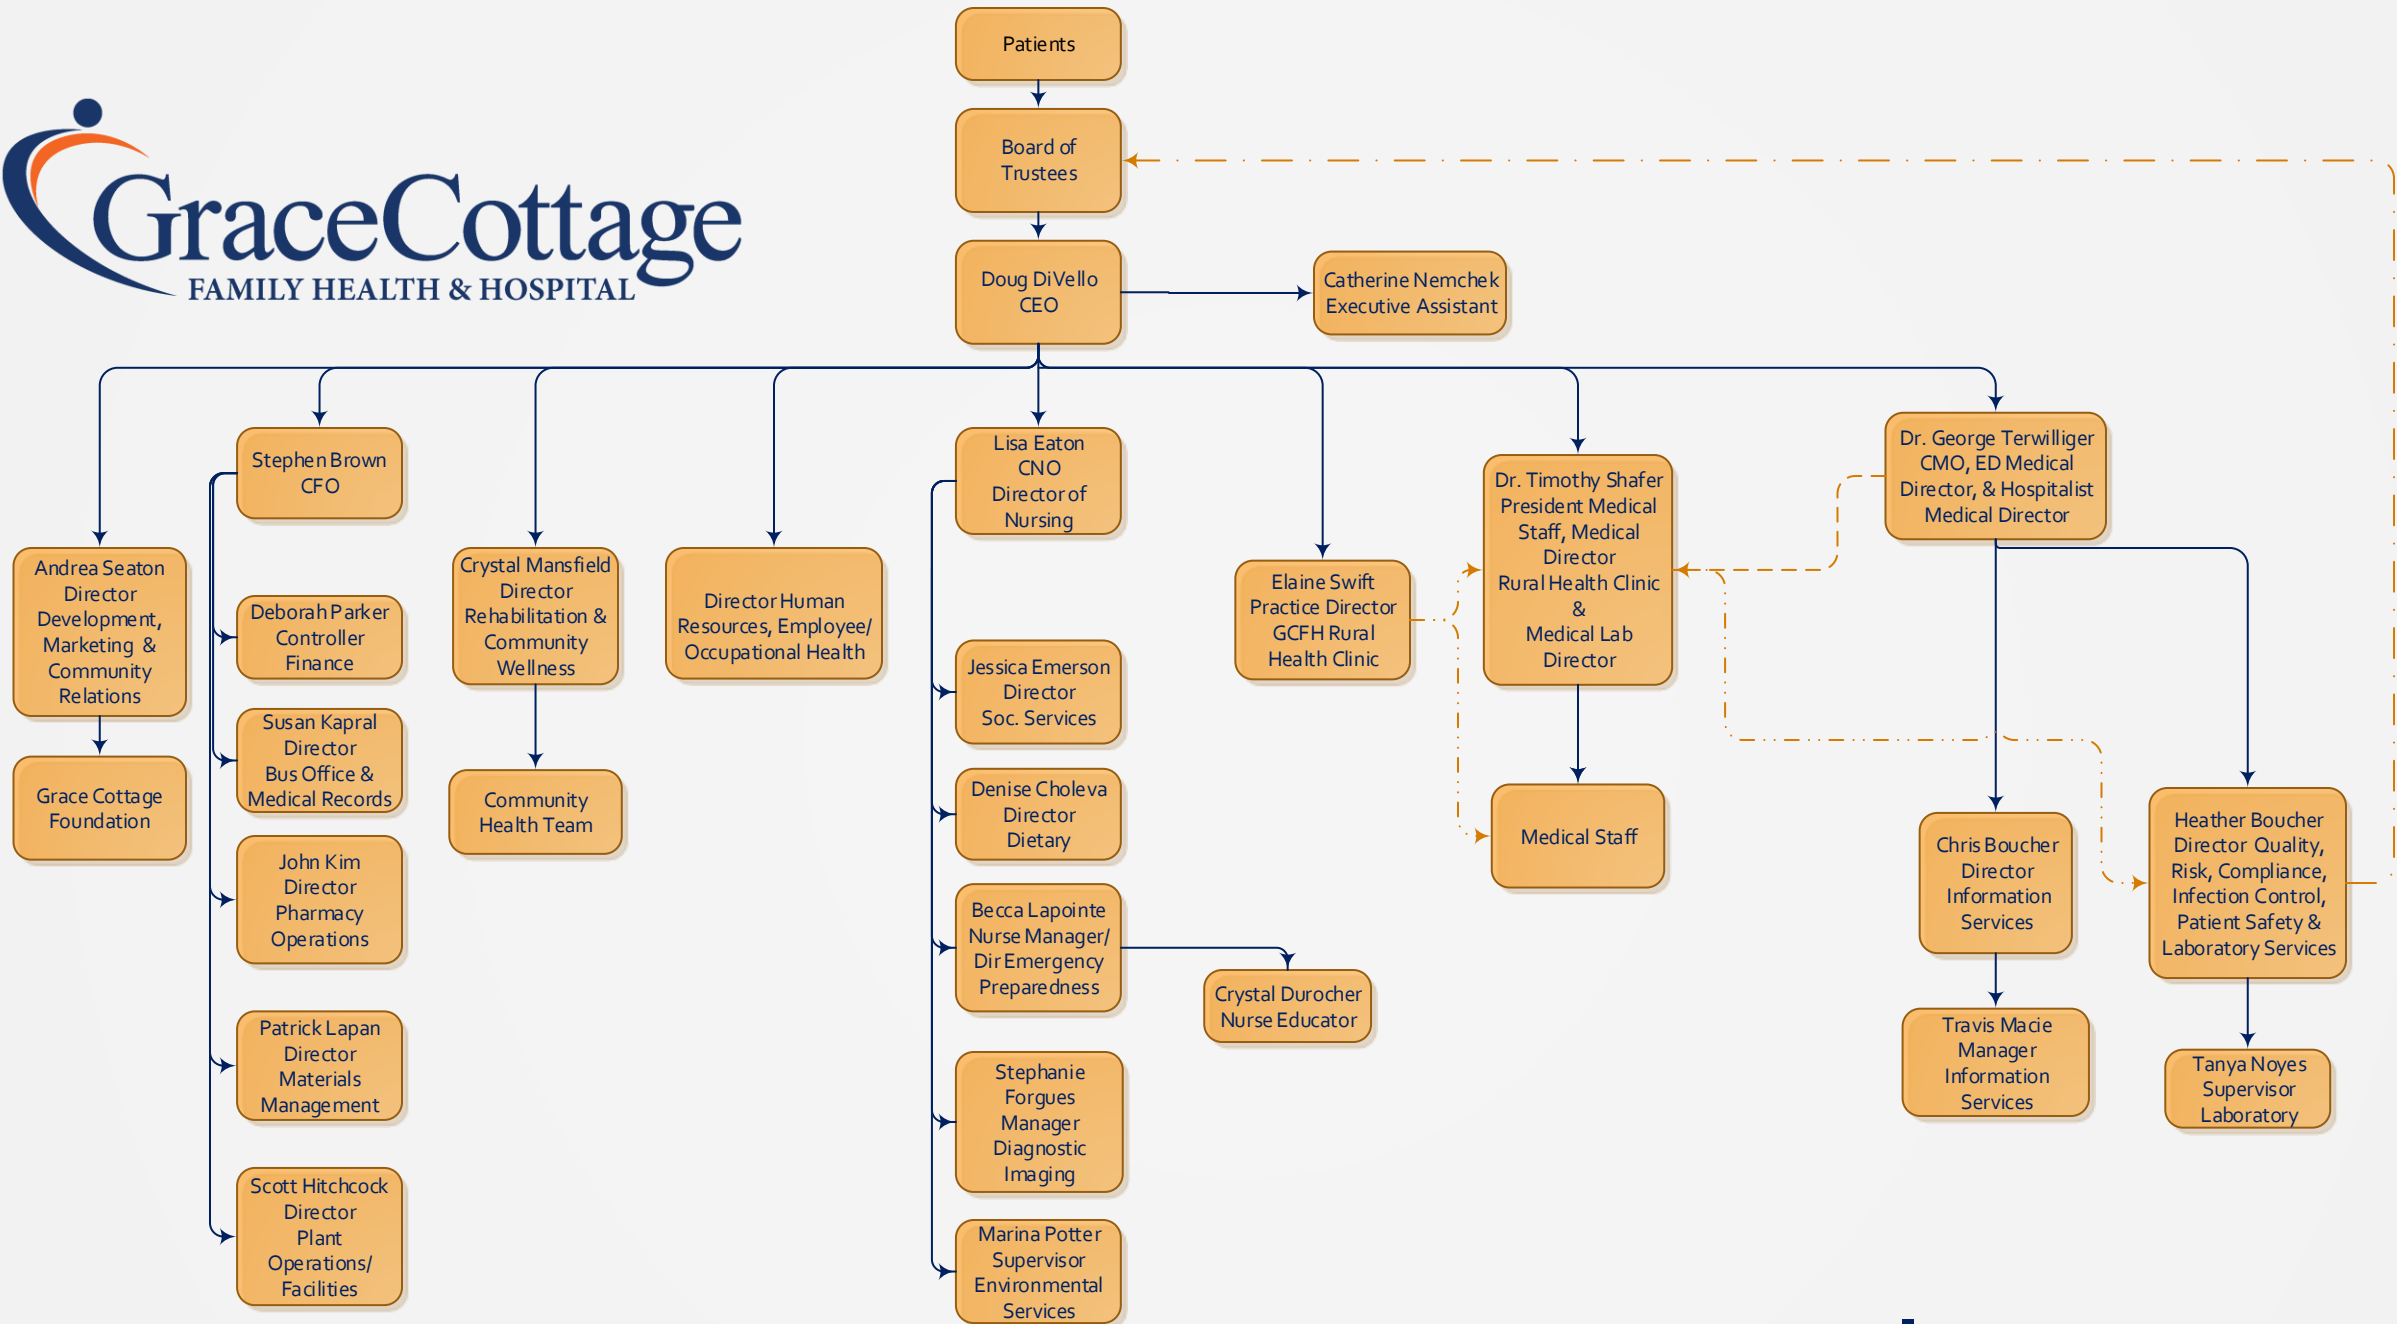 Patients
Board of
Trustees
GraceCottage
FAMILY HEALTH & HOSPITAL
Doug DiVello
CEO
Catherine Nemchek
Executive Assistant
Andrea Seaton
Director
Development,
Marketing &
Community
Relations
Grace Cottage
Foundation
Stephen Brown
CFO
Deborah Parker
Controller
Finance
Susan Kapral
Director
Bus Office &
Medical Records
John Kim
Director
Pharmacy
Operations
Patrick Lapan
Director
Materials
Management
Scott Hitchcock
Director
Plant
Operations/
Facilities
Crystal Mansfield
Director
Rehabilitation &
Community
Wellness
Community
Health Team
Director Human
Resources, Employee/
Occupational Health
Lisa Eaton
CNO
Director of
Nursing
Jessica Emerson
Director
Soc. Services
Denise Choleva
Director
Dietary
Becca Lapointe
Nurse Manager/
Dir Emergency
Preparedness
Crystal Durocher
Nurse Educator
Stephanie
Forgues
Manager
Diagnostic
Imaging
Marina Potter
Supervisor
Environmental
Services
Elaine Swift
Practice Director
GCFH Rural
Health Clinic
Dr. Timothy Shafer
President Medical
Staff, Medical
Director
Rural Health Clinic
&
Medical Lab
Director
Medical Staff
Dr. George Terwilliger
CMO, ED Medical
Director, & Hospitalist
Medical Director
Chris Boucher
Director
Information
Services
Travis Macie
Manager
Information
Services
Heather Boucher
Director Quality,
Risk, Compliance,
Infection Control,
Patient Safety &
Laboratory Services
Tanya Noyes
Supervisor
Laboratory